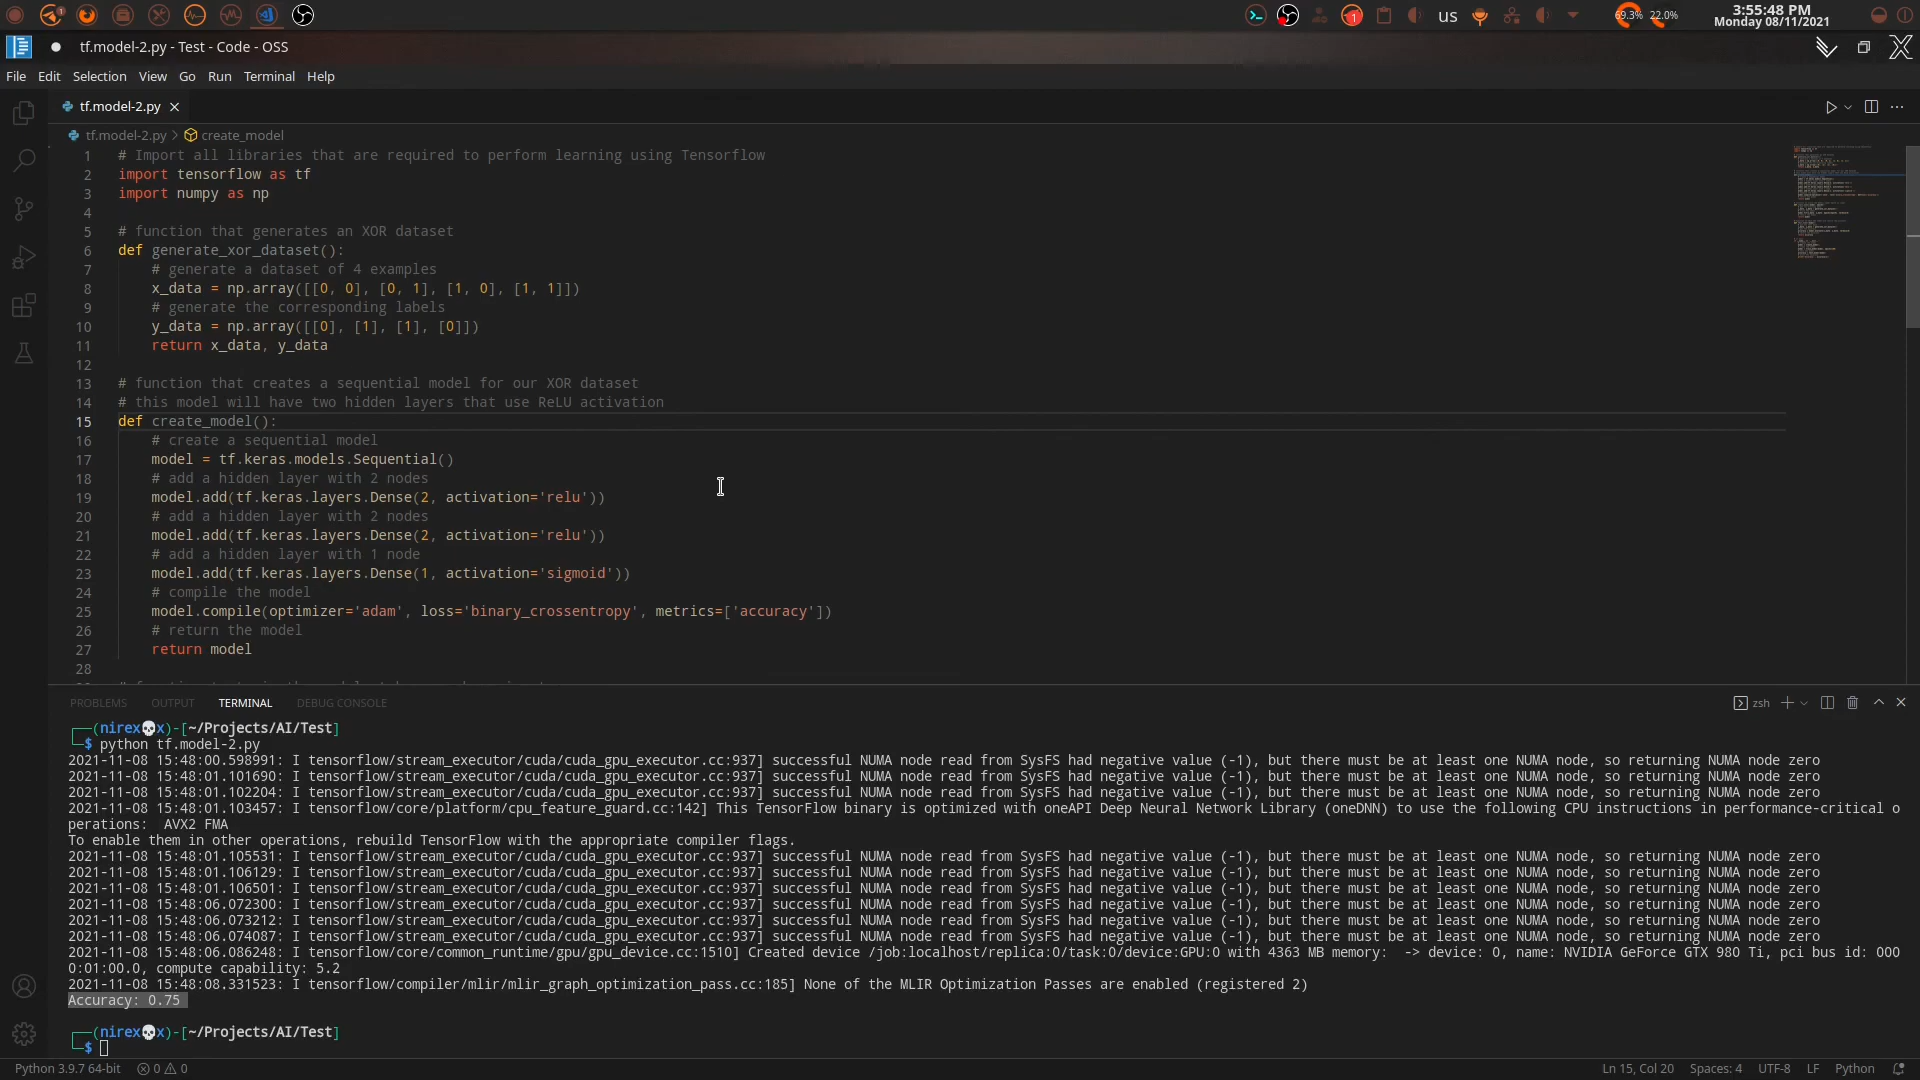 1
1
us
69.3% 22.0%
3:55:48 PM
Monday 08/11/2021
tf.model-2.py - Test - Code - OSS
File Edit Selection View Go Run Terminal Help
tf.model-2.py
tf.model-2.py > create_model
1 # Import all libraries that are required to perform learning using Tensorflow
2 import tensorflow as tf
3 import numpy as np
4
5 # function that generates an XOR dataset
6 def generate_xor_dataset():
7 # generate a dataset of 4 examples
8 x_data = np.array([[0, 0], [0, 1], [1, 0], [1, 1]])
9 # generate the corresponding labels
10 y_data = np.array([[0], [1], [1], [0]])
11 return x_data, y_data
12
13 # function that creates a sequential model for our XOR dataset
14 # this model will have two hidden layers that use ReLU activation
15 def create_model():
16 # create a sequential model
17 model = tf.keras.models.Sequential()
18 # add a hidden layer with 2 nodes
19 model.add(tf.keras.layers.Dense(2, activation='relu'))
20 # add a hidden layer with 2 nodes
21 model.add(tf.keras.layers.Dense(2, activation='relu'))
22 # add a hidden layer with 1 node
23 model.add(tf.keras.layers.Dense(1, activation='sigmoid'))
24 # compile the model
25 model.compile(optimizer='adam', loss='binary_crossentropy', metrics=['accuracy'])
26 # return the model
27 return model
28
PROBLEMS OUTPUT TERMINAL DEBUG CONSOLE zsh
┌──(nirex💀x)-[~/Projects/AI/Test]
└─$ python tf.model-2.py
2021-11-08 15:48:00.598991: I tensorflow/stream_executor/cuda/cuda_gpu_executor.cc:937] successful NUMA node read from SysFS had negative value (-1), but there must be at least one NUMA node, so returning NUMA node zero
2021-11-08 15:48:01.101690: I tensorflow/stream_executor/cuda/cuda_gpu_executor.cc:937] successful NUMA node read from SysFS had negative value (-1), but there must be at least one NUMA node, so returning NUMA node zero
2021-11-08 15:48:01.102204: I tensorflow/stream_executor/cuda/cuda_gpu_executor.cc:937] successful NUMA node read from SysFS had negative value (-1), but there must be at least one NUMA node, so returning NUMA node zero
2021-11-08 15:48:01.103457: I tensorflow/core/platform/cpu_feature_guard.cc:142] This TensorFlow binary is optimized with oneAPI Deep Neural Network Library (oneDNN) to use the following CPU instructions in performance-critical o
perations:  AVX2 FMA
To enable them in other operations, rebuild TensorFlow with the appropriate compiler flags.
2021-11-08 15:48:01.105531: I tensorflow/stream_executor/cuda/cuda_gpu_executor.cc:937] successful NUMA node read from SysFS had negative value (-1), but there must be at least one NUMA node, so returning NUMA node zero
2021-11-08 15:48:01.106129: I tensorflow/stream_executor/cuda/cuda_gpu_executor.cc:937] successful NUMA node read from SysFS had negative value (-1), but there must be at least one NUMA node, so returning NUMA node zero
2021-11-08 15:48:01.106501: I tensorflow/stream_executor/cuda/cuda_gpu_executor.cc:937] successful NUMA node read from SysFS had negative value (-1), but there must be at least one NUMA node, so returning NUMA node zero
2021-11-08 15:48:06.072300: I tensorflow/stream_executor/cuda/cuda_gpu_executor.cc:937] successful NUMA node read from SysFS had negative value (-1), but there must be at least one NUMA node, so returning NUMA node zero
2021-11-08 15:48:06.073212: I tensorflow/stream_executor/cuda/cuda_gpu_executor.cc:937] successful NUMA node read from SysFS had negative value (-1), but there must be at least one NUMA node, so returning NUMA node zero
2021-11-08 15:48:06.074087: I tensorflow/stream_executor/cuda/cuda_gpu_executor.cc:937] successful NUMA node read from SysFS had negative value (-1), but there must be at least one NUMA node, so returning NUMA node zero
2021-11-08 15:48:06.086248: I tensorflow/core/common_runtime/gpu/gpu_device.cc:1510] Created device /job:localhost/replica:0/task:0/device:GPU:0 with 4363 MB memory:  -> device: 0, name: NVIDIA GeForce GTX 980 Ti, pci bus id: 000
0:01:00.0, compute capability: 5.2
2021-11-08 15:48:08.331523: I tensorflow/compiler/mlir/mlir_graph_optimization_pass.cc:185] None of the MLIR Optimization Passes are enabled (registered 2)
Accuracy: 0.75
┌──(nirex💀x)-[~/Projects/AI/Test]
└─$
Python 3.9.7 64-bit 0 0 Ln 15, Col 20 Spaces: 4 UTF-8 LF Python